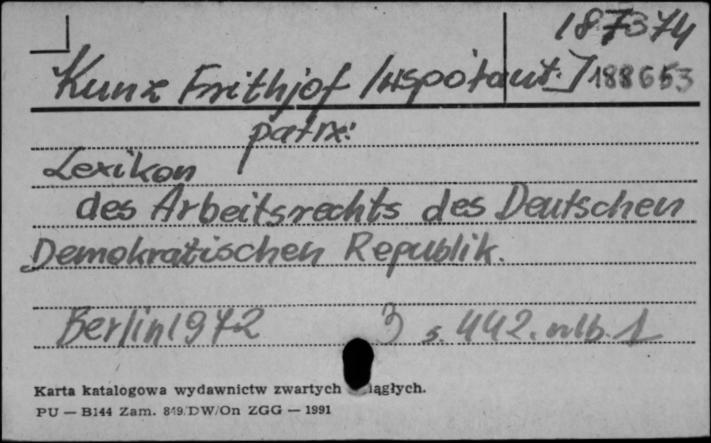 187374
Kunz Frithjof /współaut./
188653
patrz:
Lexikon
des Arbeitsrechts des Deutschen
Demokratischen Republik.
Berlin 1972 s. 442. nlb. 1
Karta katalogowa wydawnictw zwartych ciągłych.
PU — B144 Zam. 849/DW/On ZGG — 1991